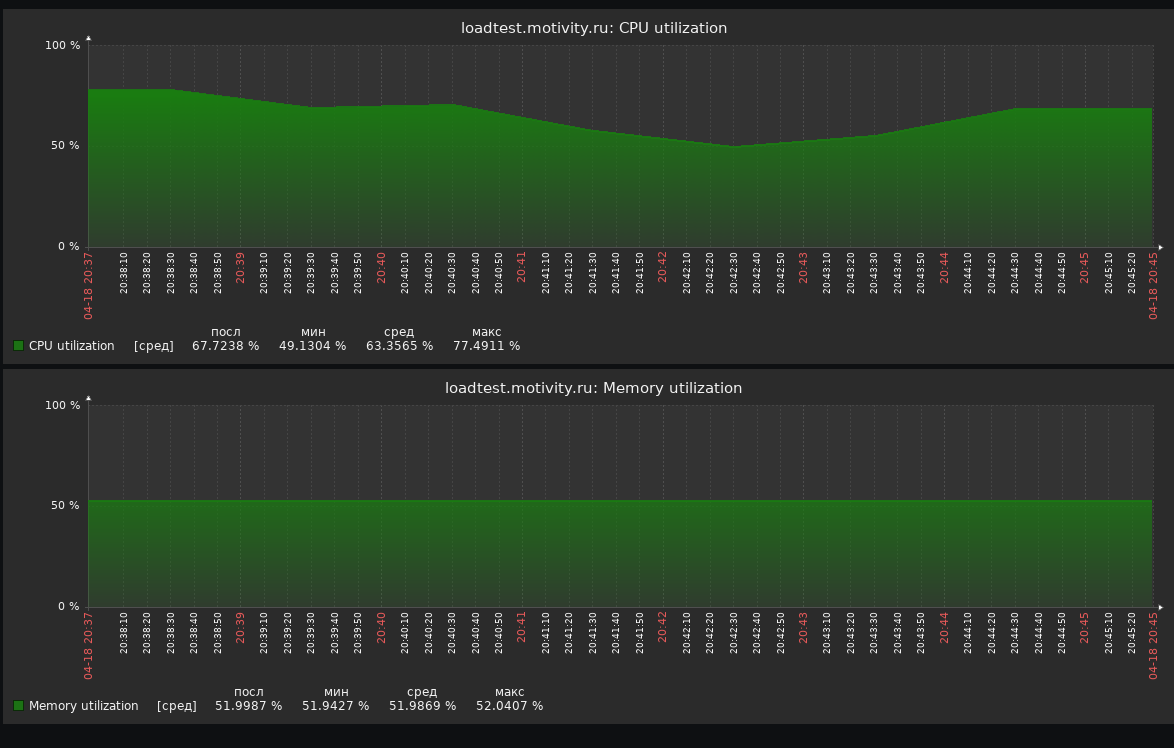 loadtest.motivity.ru: CPU utilization
100 %
50 %
0 %
04-18 20:37 20:38:10 20:38:20 20:38:30 20:38:40 20:38:50 20:39 20:39:10 20:39:20 20:39:30 20:39:40 20:39:50 20:40 20:40:10 20:40:20 20:40:30 20:40:40 20:40:50 20:41 20:41:10 20:41:20 20:41:30 20:41:40 20:41:50 20:42 20:42:10 20:42:20 20:42:30 20:42:40 20:42:50 20:43 20:43:10 20:43:20 20:43:30 20:43:40 20:43:50 20:44 20:44:10 20:44:20 20:44:30 20:44:40 20:44:50 20:45 20:45:10 20:45:20 04-18 20:45
посл мин сред макс
CPU utilization [сред] 67.7238 % 49.1304 % 63.3565 % 77.4911 %
loadtest.motivity.ru: Memory utilization
100 %
50 %
0 %
04-18 20:37 20:38:10 20:38:20 20:38:30 20:38:40 20:38:50 20:39 20:39:10 20:39:20 20:39:30 20:39:40 20:39:50 20:40 20:40:10 20:40:20 20:40:30 20:40:40 20:40:50 20:41 20:41:10 20:41:20 20:41:30 20:41:40 20:41:50 20:42 20:42:10 20:42:20 20:42:30 20:42:40 20:42:50 20:43 20:43:10 20:43:20 20:43:30 20:43:40 20:43:50 20:44 20:44:10 20:44:20 20:44:30 20:44:40 20:44:50 20:45 20:45:10 20:45:20 04-18 20:45
посл мин сред макс
Memory utilization [сред] 51.9987 % 51.9427 % 51.9869 % 52.0407 %